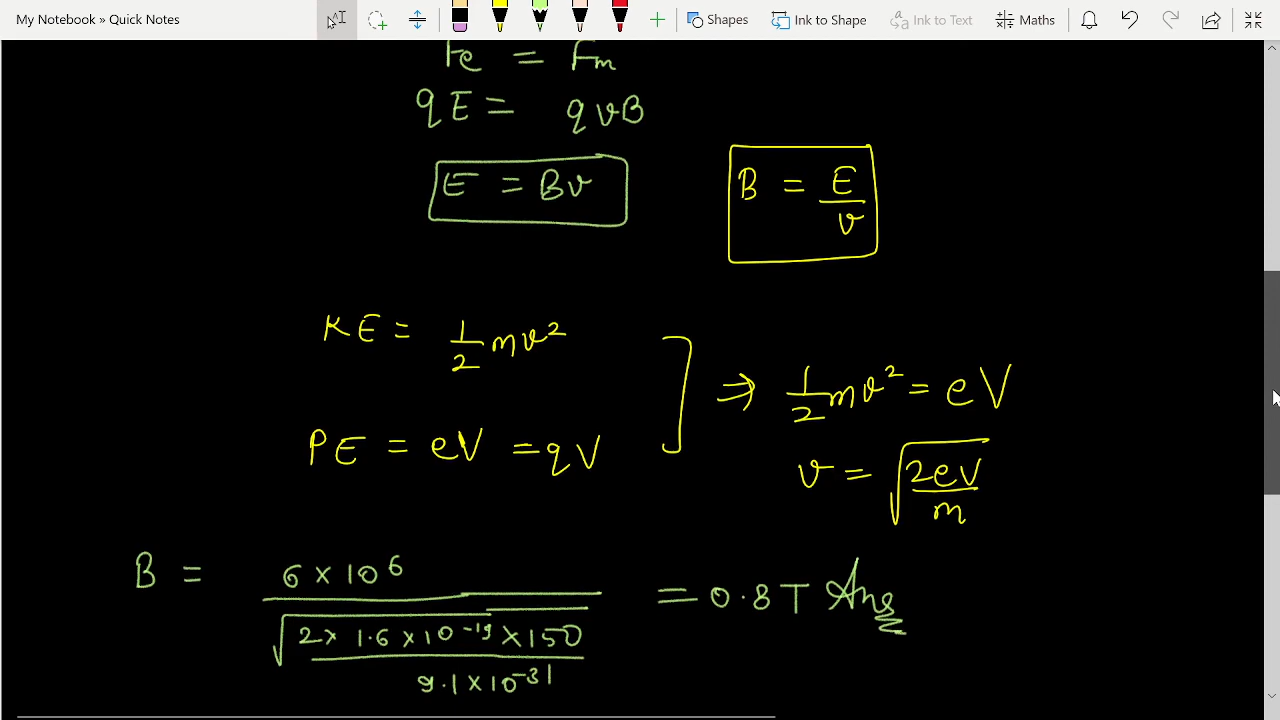 My Notebook » Quick Notes
Shapes
Ink to Shape
Ink to Text
Maths
Fe = Fm
qE = qvB
E = Bv
B = E/v
KE = 1/2 mv²
PE = eV = qV
⇒ 1/2 mv² = eV
v = √(2eV/m)
B = 6 × 10⁶ / √(2 × 1.6 × 10⁻¹⁹ × 150 / 9.1 × 10⁻³¹) = 0.8 T Ans